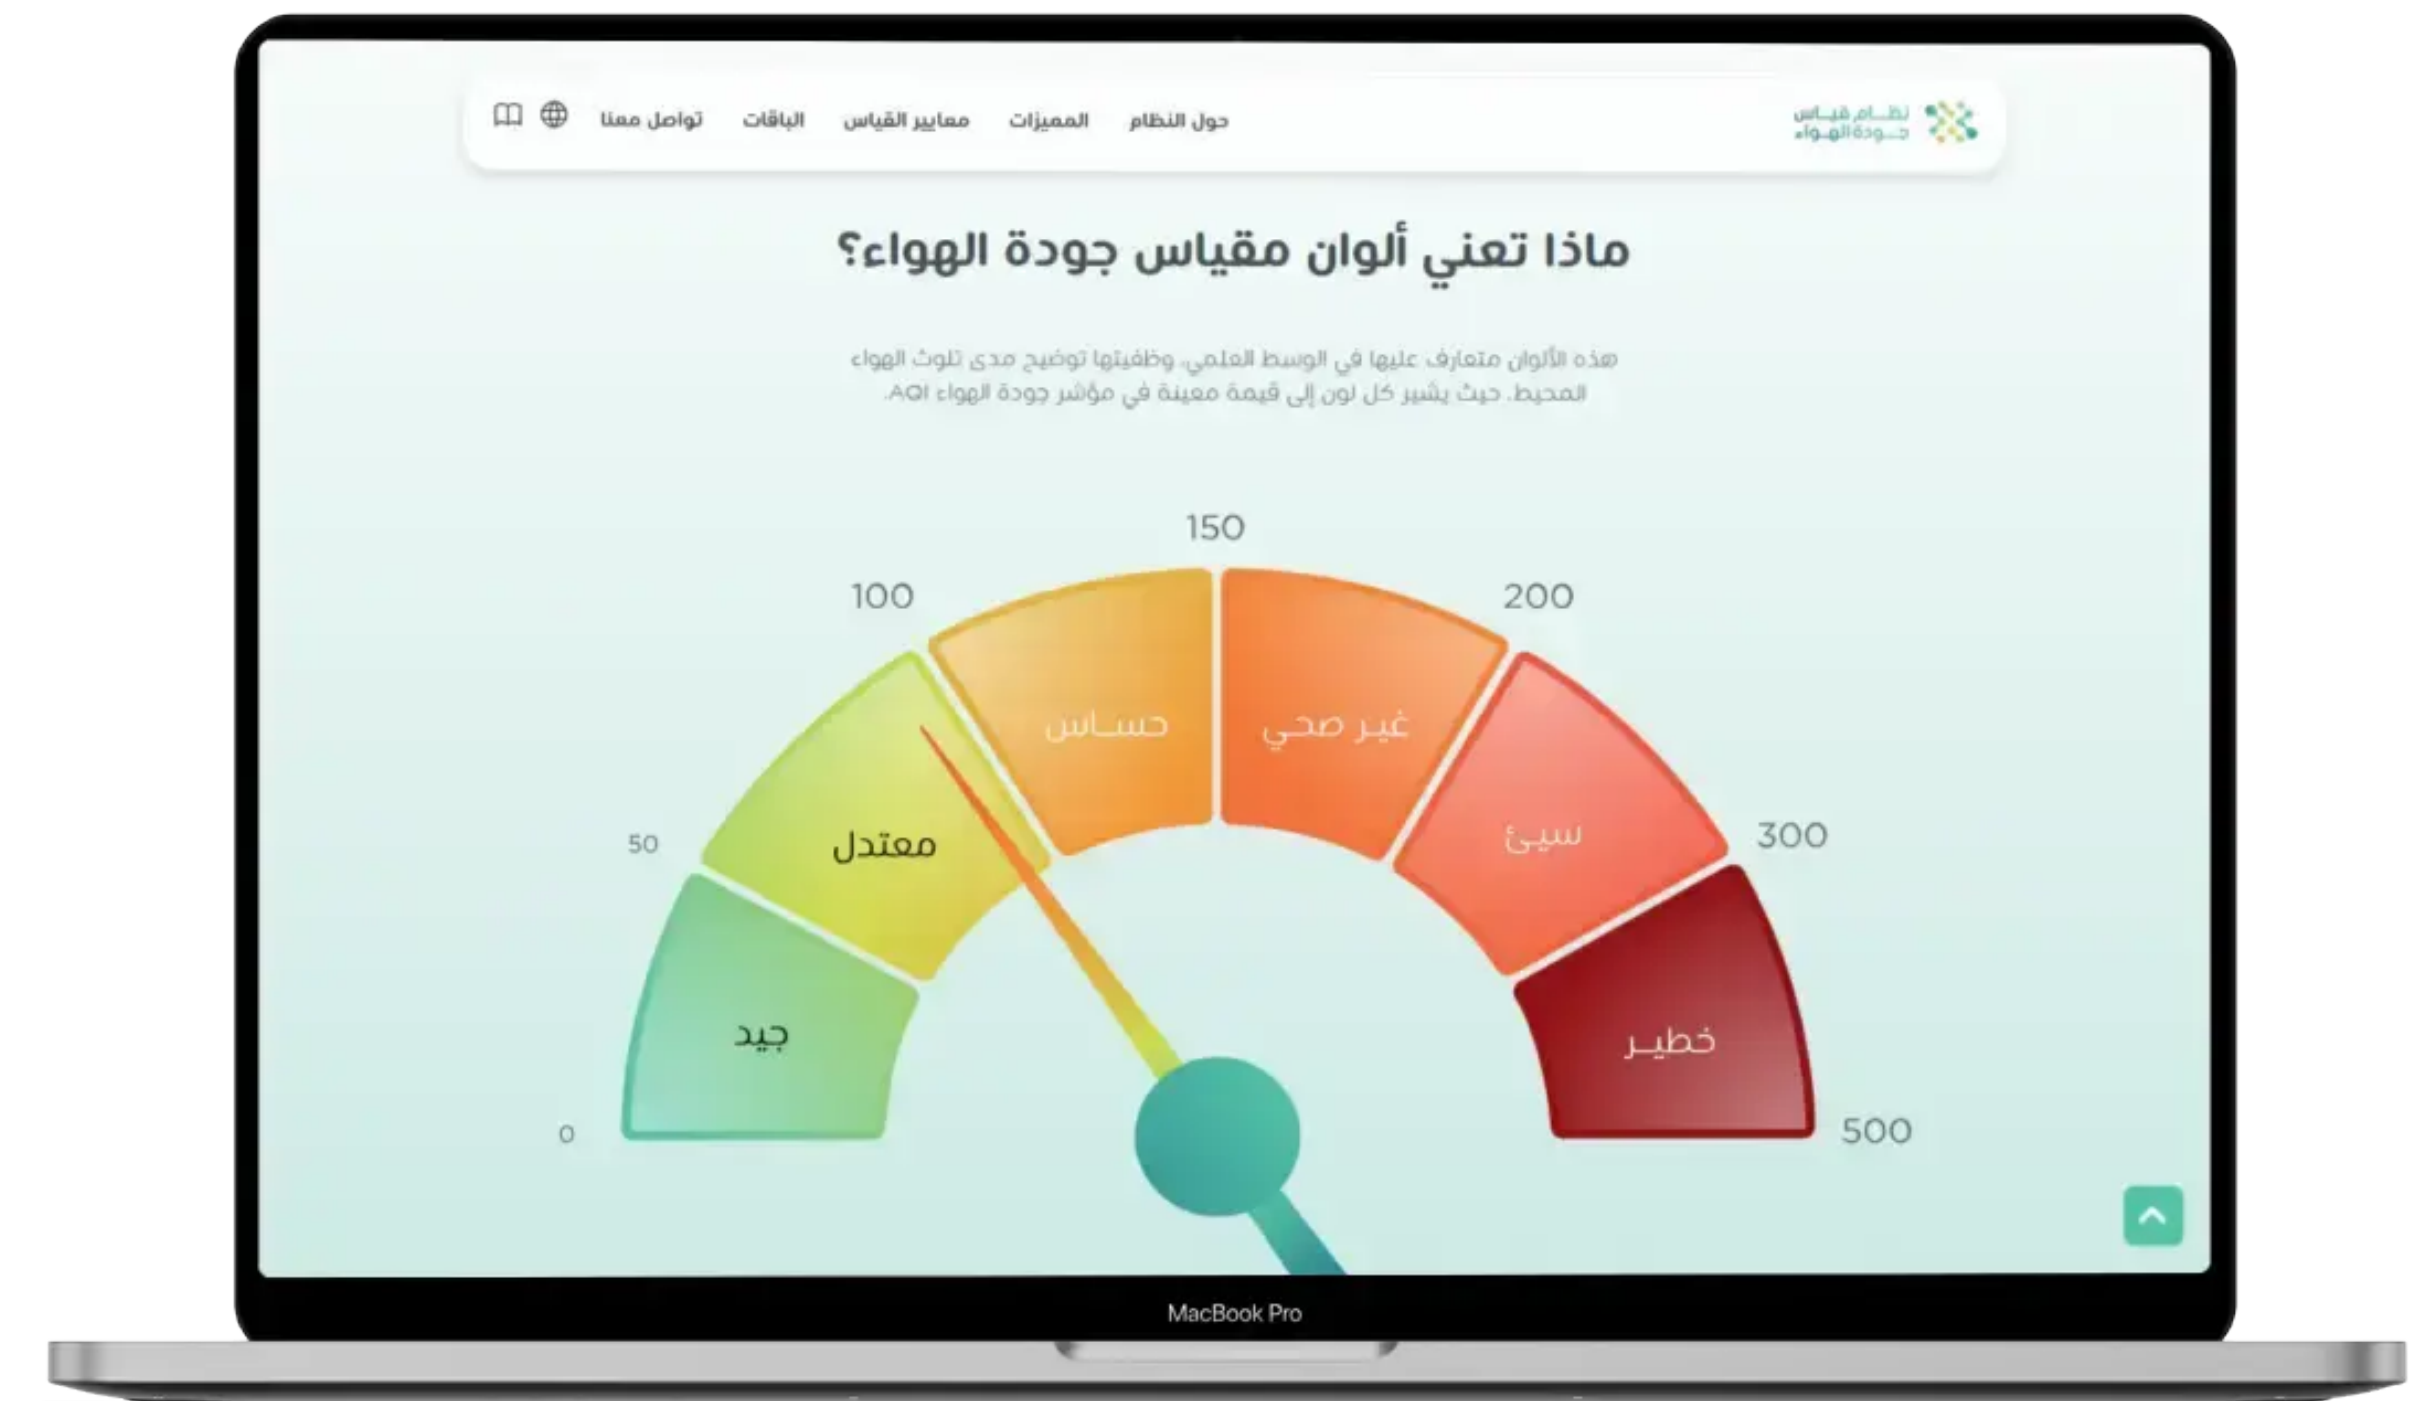 نظام قياس
جودة الهواء
حول النظام
المميزات
معايير القياس
الباقات
تواصل معنا
ماذا تعني ألوان مقياس جودة الهواء؟
هذه الألوان متعارف عليها في الوسط العلمي، وظفيتها توضيح مدى تلوث الهواء
المحيط. حيث يشير كل لون إلى قيمة معينة في مؤشر جودة الهواء AQI.
0
50
100
150
200
300
500
جيد
معتدل
حساس
غير صحي
سيئ
خطير
MacBook Pro